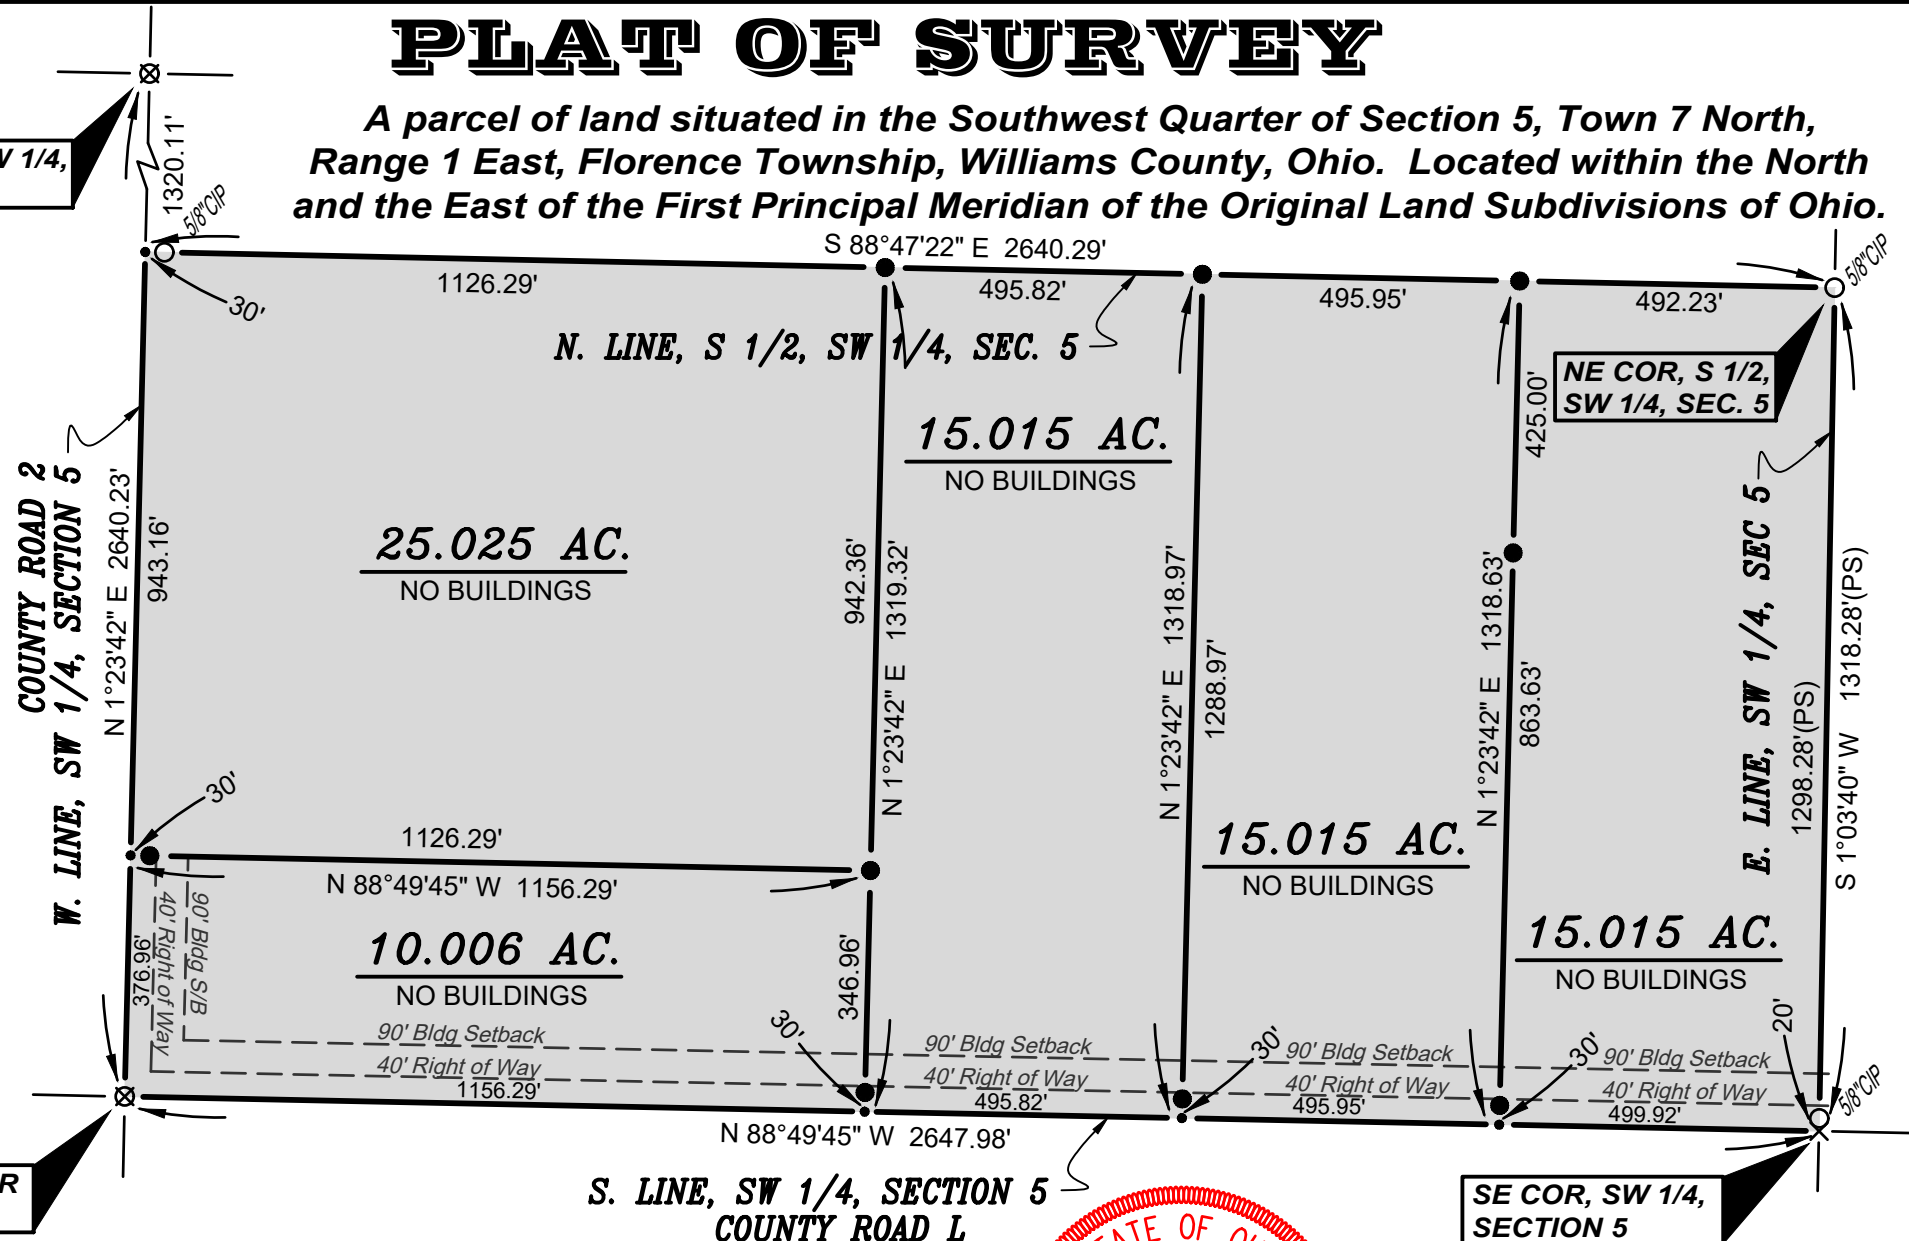 PLAT OF SURVEY
A parcel of land situated in the Southwest Quarter of Section 5, Town 7 North,
Range 1 East, Florence Township, Williams County, Ohio. Located within the North
and the East of the First Principal Meridian of the Original Land Subdivisions of Ohio.
1/4,
1320.11'
5/8"CIP
S 88°47'22" E 2640.29'
5/8"CIP
1126.29'
495.82'
495.95'
492.23'
30'
N. LINE, S 1/2, SW 1/4, SEC. 5
NE COR, S 1/2,
SW 1/4, SEC. 5
425.00'
15.015 AC.
NO BUILDINGS
COUNTY ROAD 2
W. LINE, SW 1/4, SECTION 5
N 1°23'42" E 2640.23'
943.16'
25.025 AC.
NO BUILDINGS
942.36'
N 1°23'42" E 1319.32'
N 1°23'42" E 1318.97'
1288.97'
N 1°23'42" E 1318.63'
863.63'
E. LINE, SW 1/4, SEC 5
1298.28'(PS)
S 1°03'40" W 1318.28'(PS)
30'
1126.29'
N 88°49'45" W 1156.29'
15.015 AC.
NO BUILDINGS
376.96'
40' Right of Way
90' Bldg S/B
10.006 AC.
NO BUILDINGS
346.96'
15.015 AC.
NO BUILDINGS
30'
30'
30'
20'
90' Bldg Setback
90' Bldg Setback
90' Bldg Setback
90' Bldg Setback
40' Right of Way
40' Right of Way
40' Right of Way
40' Right of Way
1156.29'
495.82'
495.95'
499.92'
5/8"CIP
N 88°49'45" W 2647.98'
S. LINE, SW 1/4, SECTION 5
COUNTY ROAD L
R
SE COR, SW 1/4,
SECTION 5
OF